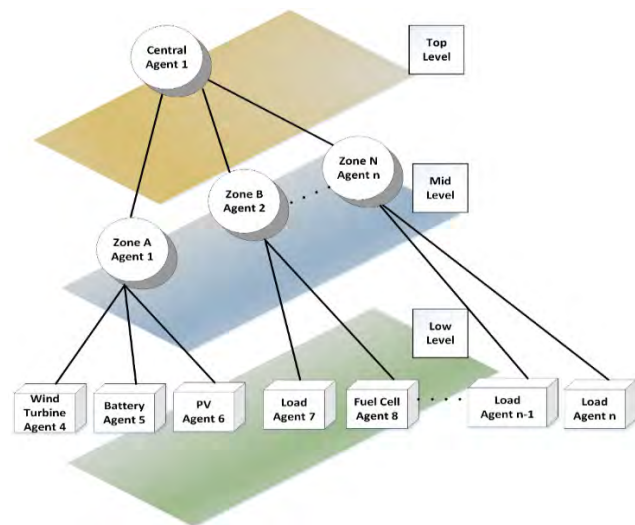 Central
Agent 1
Top
Level
Zone N
Agent n
Mid
Level
Zone B
Agent 2
Zone A
Agent 1
Low
Level
Wind
Turbine
Agent 4
Battery
Agent 5
PV
Agent 6
Load
Agent 7
Fuel Cell
Agent 8
Load
Agent n-1
Load
Agent n